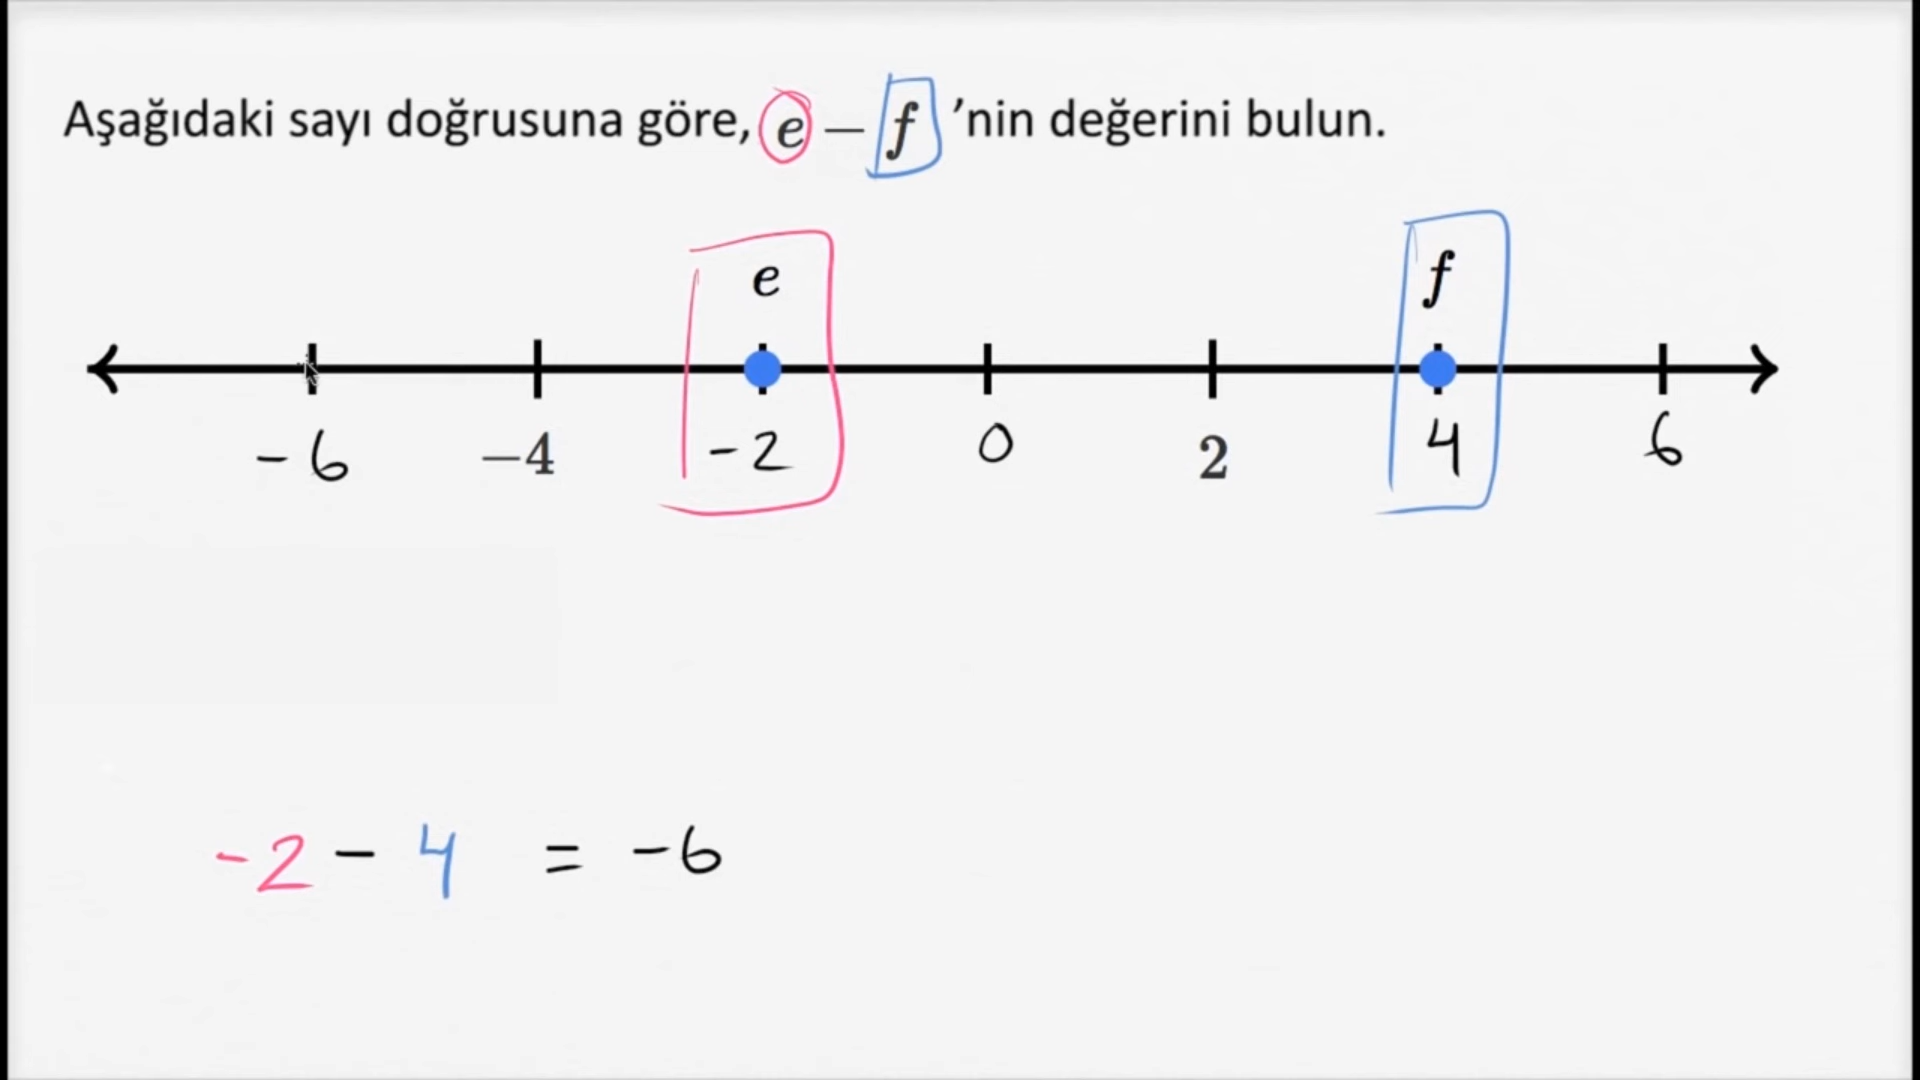 Aşağıdaki sayı doğrusuna göre, e − f 'nin değerini bulun.
e f
-6 −4 -2 0 2 4 6
-2 - 4 = -6